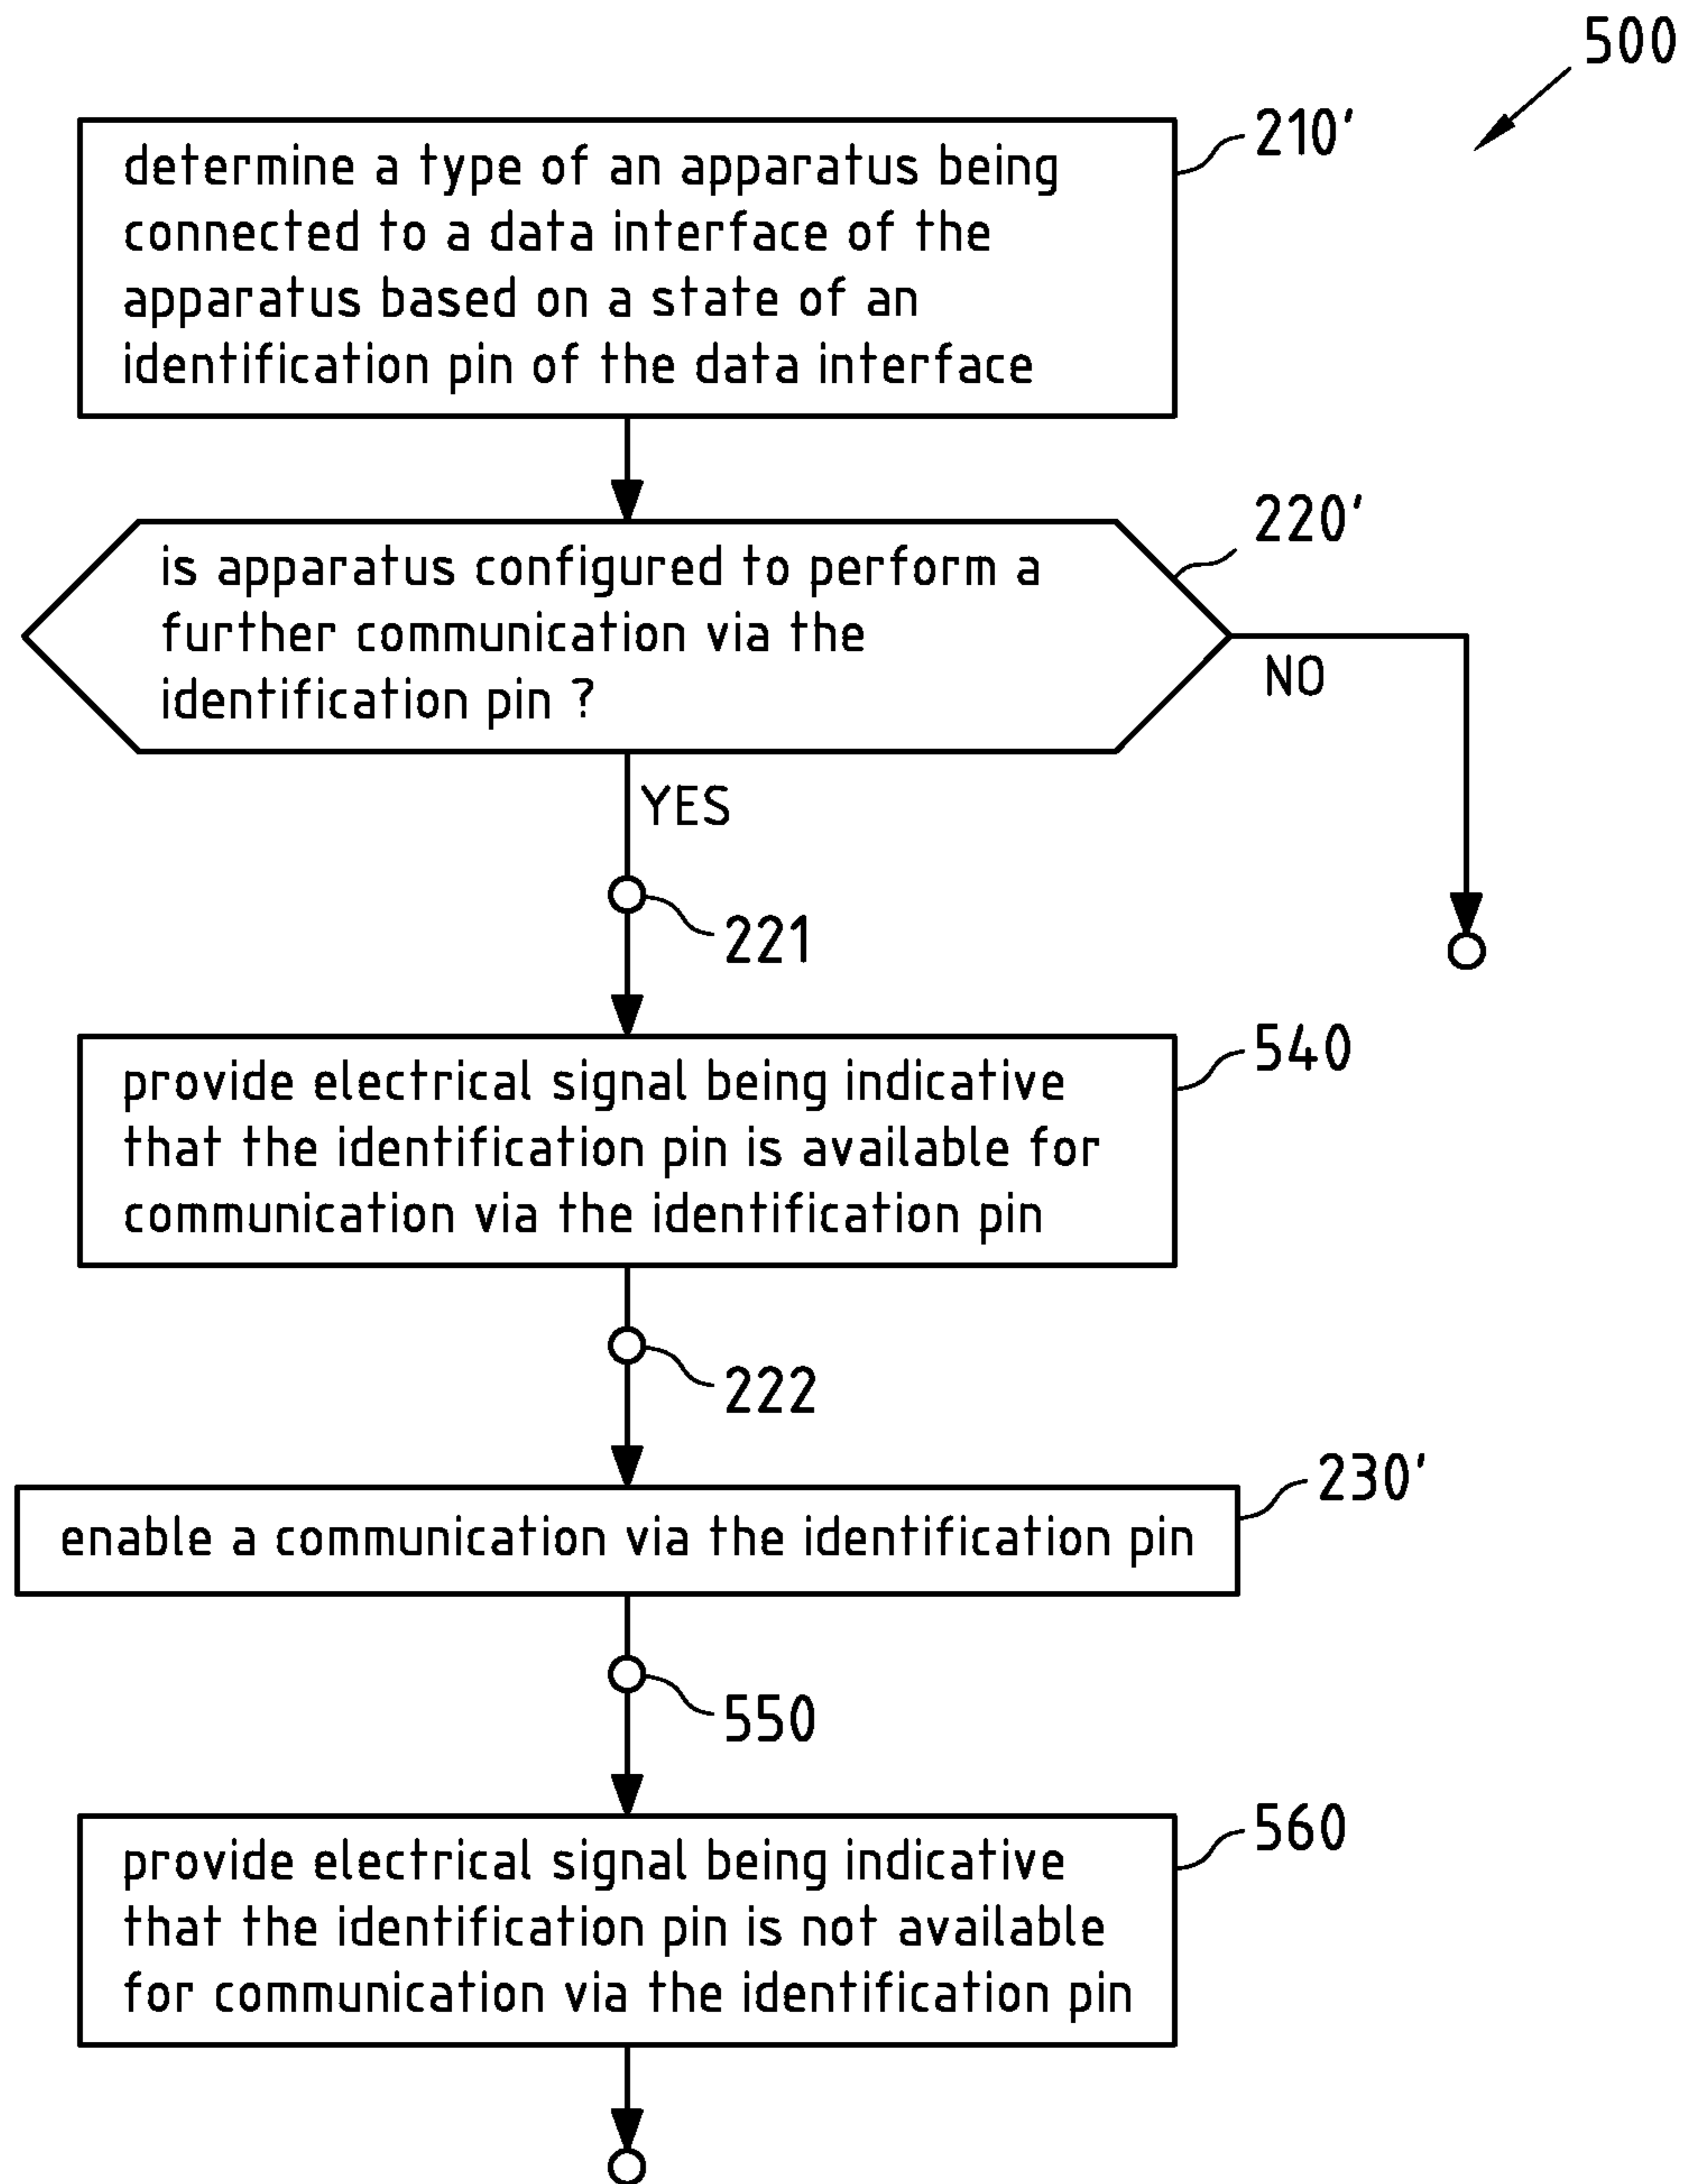 500
210'
determine a type of an apparatus being
connected to a data interface of the
apparatus based on a state of an
identification pin of the data interface
220'
is apparatus configured to perform a
further communication via the
identification pin ?
NO
YES
221
540
provide electrical signal being indicative
that the identification pin is available for
communication via the identification pin
222
230'
enable a communication via the identification pin
550
560
provide electrical signal being indicative
that the identification pin is not available
for communication via the identification pin